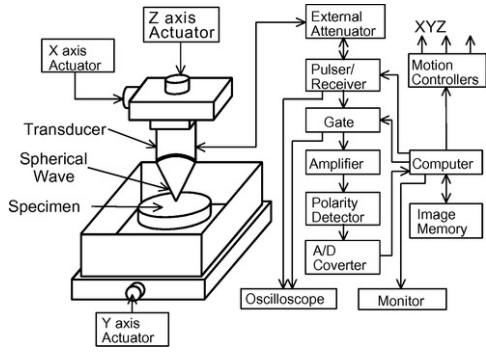 Z axis
Actuator
X axis
Actuator
Transducer
Spherical
Wave
Specimen
Y axis
Actuator
External
Attenuator
Pulser/
Receiver
Gate
Amplifier
Polarity
Detector
A/D
Coverter
Oscilloscope
XYZ
Motion
Controllers
Computer
Image
Memory
Monitor